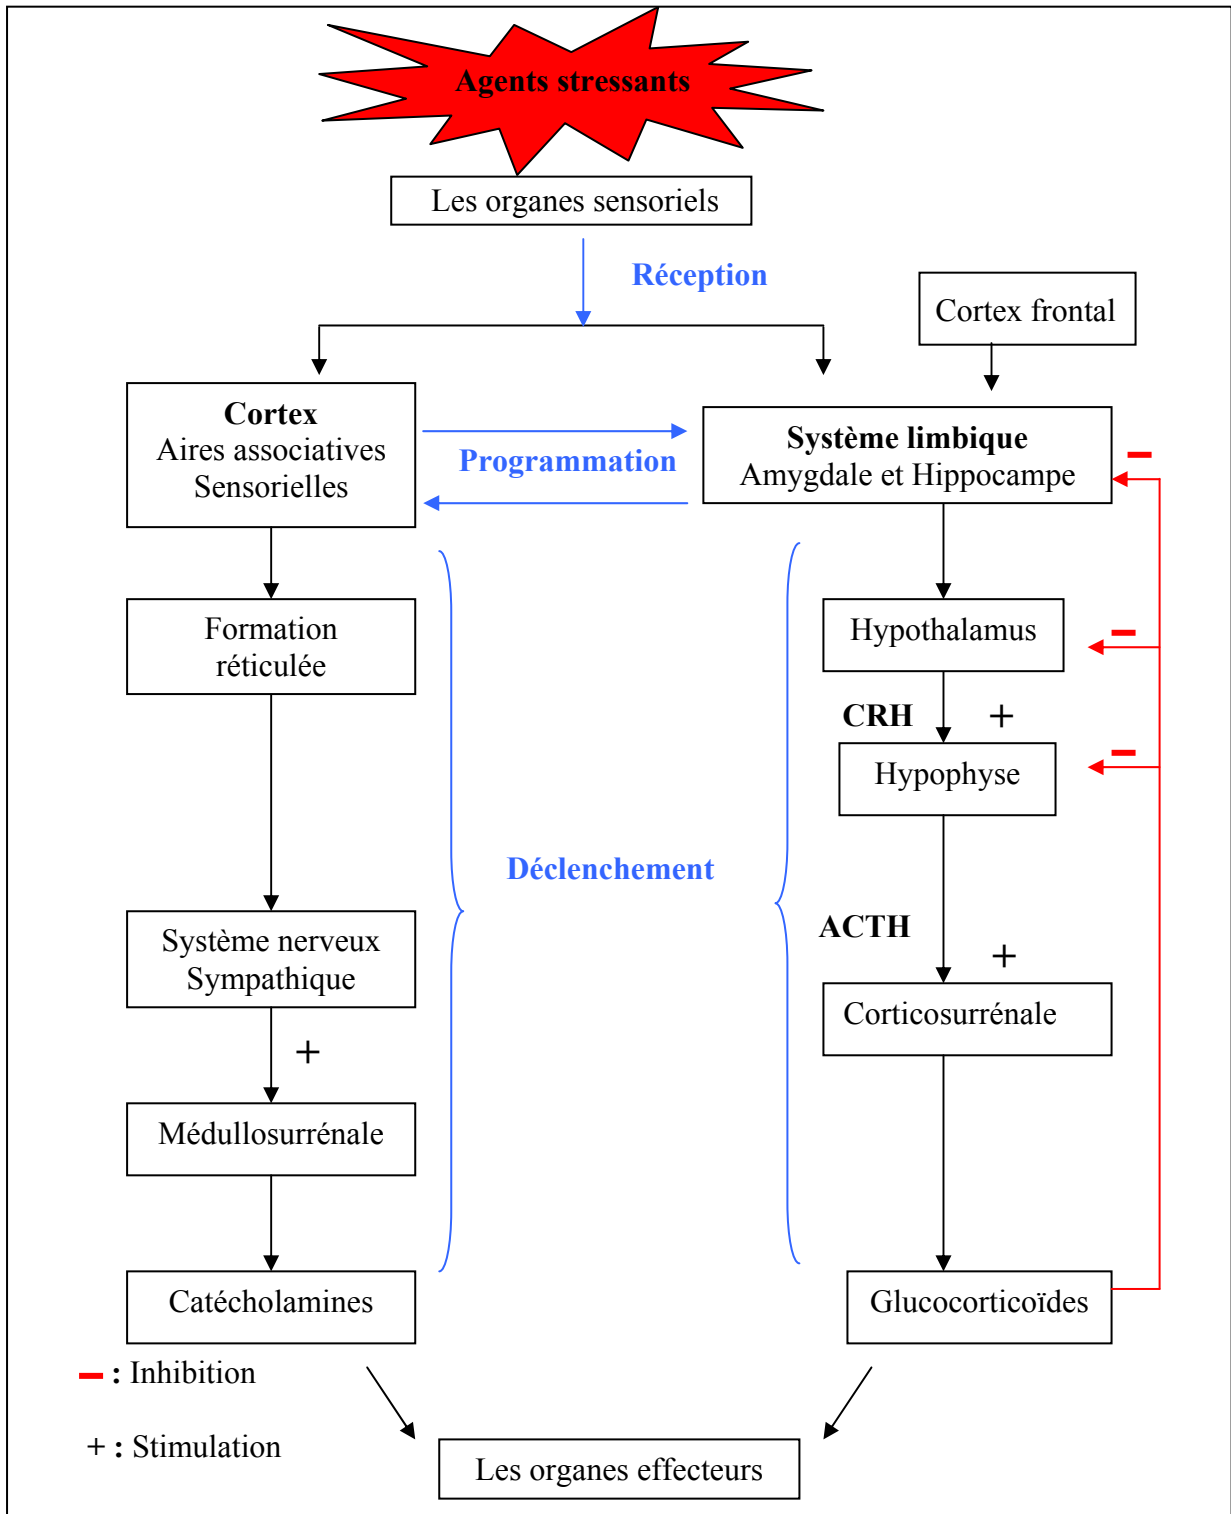 Agents stressants
Les organes sensoriels
Réception
Cortex frontal
Cortex
Aires associatives
Sensorielles
Programmation
Système limbique
Amygdale et Hippocampe
Formation
réticulée
Hypothalamus
CRH +
Hypophyse
Déclenchement
ACTH
+
Système nerveux
Sympathique
Corticosurrénale
+
Médullosurrénale
Catécholamines
Glucocorticoïdes
- : Inhibition
+ : Stimulation
Les organes effecteurs